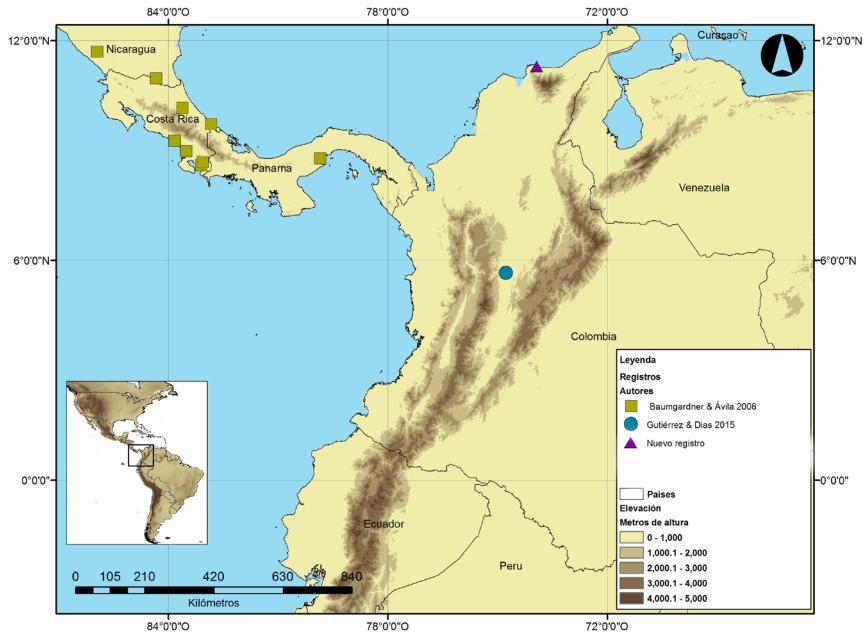 84°0'0"O 78°0'0"O 72°0'0"O
12°0'0"N 12°0'0"N
Curaçao
Nicaragua
Costa Rica
Panama
Venezuela
6°0'0"N 6°0'0"N
Colombia
Leyenda
Registros
Autores
Baumgardner & Ávila 2006
Gutiérrez & Dias 2015
Nuevo registro
Paises
Elevación
Metros de altura
0 - 1,000
1,000.1 - 2,000
2,000.1 - 3,000
3,000.1 - 4,000
4,000.1 - 5,000
0°0'0" 0°0'0"
Ecuador
Peru
0 105 210 420 630 840
Kilómetros
84°0'0"O 78°0'0"O 72°0'0"O